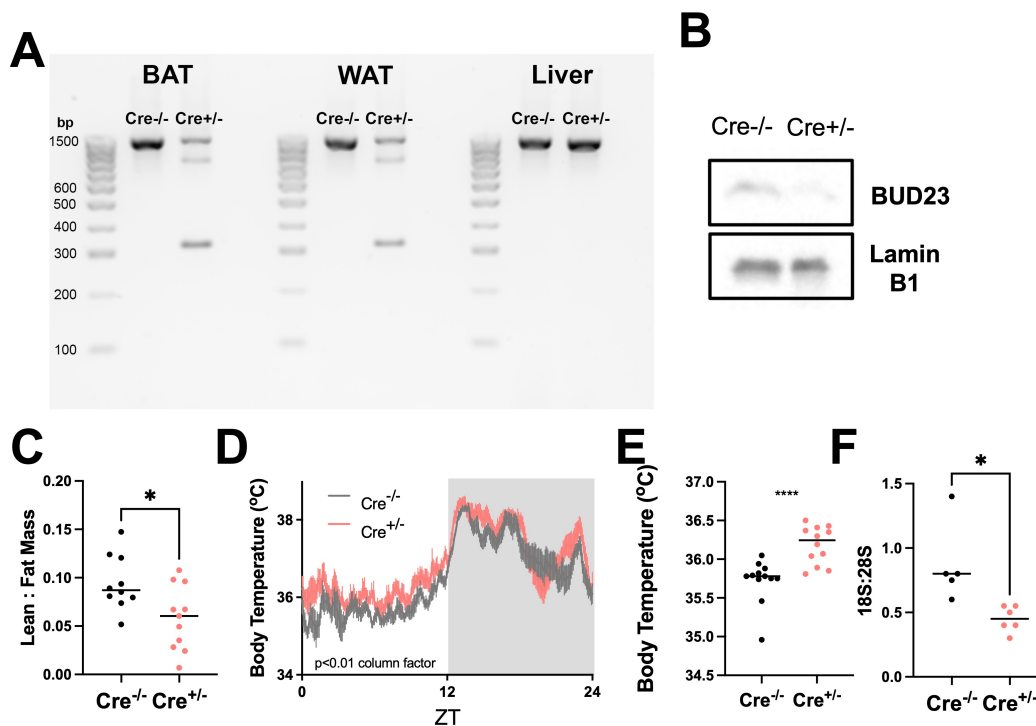 A
BAT
WAT
Liver
bp
Cre-/-
Cre+/-
Cre-/-
Cre+/-
Cre-/-
Cre+/-
1500
600
500
400
300
200
100
B
Cre-/-
Cre+/-
BUD23
Lamin
B1
C
*
Lean : Fat Mass
0.20
0.15
0.10
0.05
0.00
Cre-/-
Cre+/-
D
Body Temperature (ºC)
38
36
34
Cre-/-
Cre+/-
p<0.01 column factor
0
12
24
ZT
E
Body Temperature (ºC)
****
37.0
36.5
36.0
35.5
35.0
34.5
Cre-/-
Cre+/-
F
*
18S:28S
1.5
1.0
0.5
0.0
Cre-/-
Cre+/-